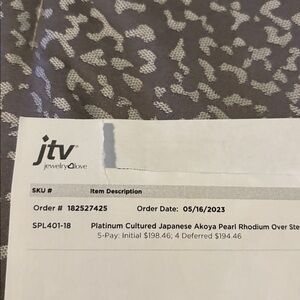 jtv
jewelry love
SKU # Item Description
Order # 182527425 Order Date: 05/16/2023
SPL401-18 Platinum Cultured Japanese Akoya Pearl Rhodium Over Ste
5-Pay: Initial $198.46; 4 Deferred $194.46